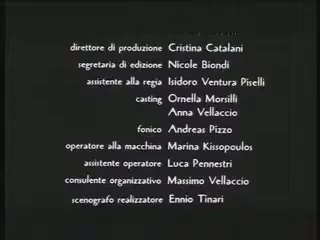 direttore di produzione Cristina Catalani
segretaria di edizione Nicole Biondi
assistente alla regia Isidoro Ventura Piselli
casting Ornella Morsilli
Anna Vellaccio
fonico Andreas Pizzo
operatore alla macchina Marina Kissopoulos
assistente operatore Luca Pennestri
consulente organizzativo Massimo Vellaccio
scenografo realizzatore Ennio Tinari